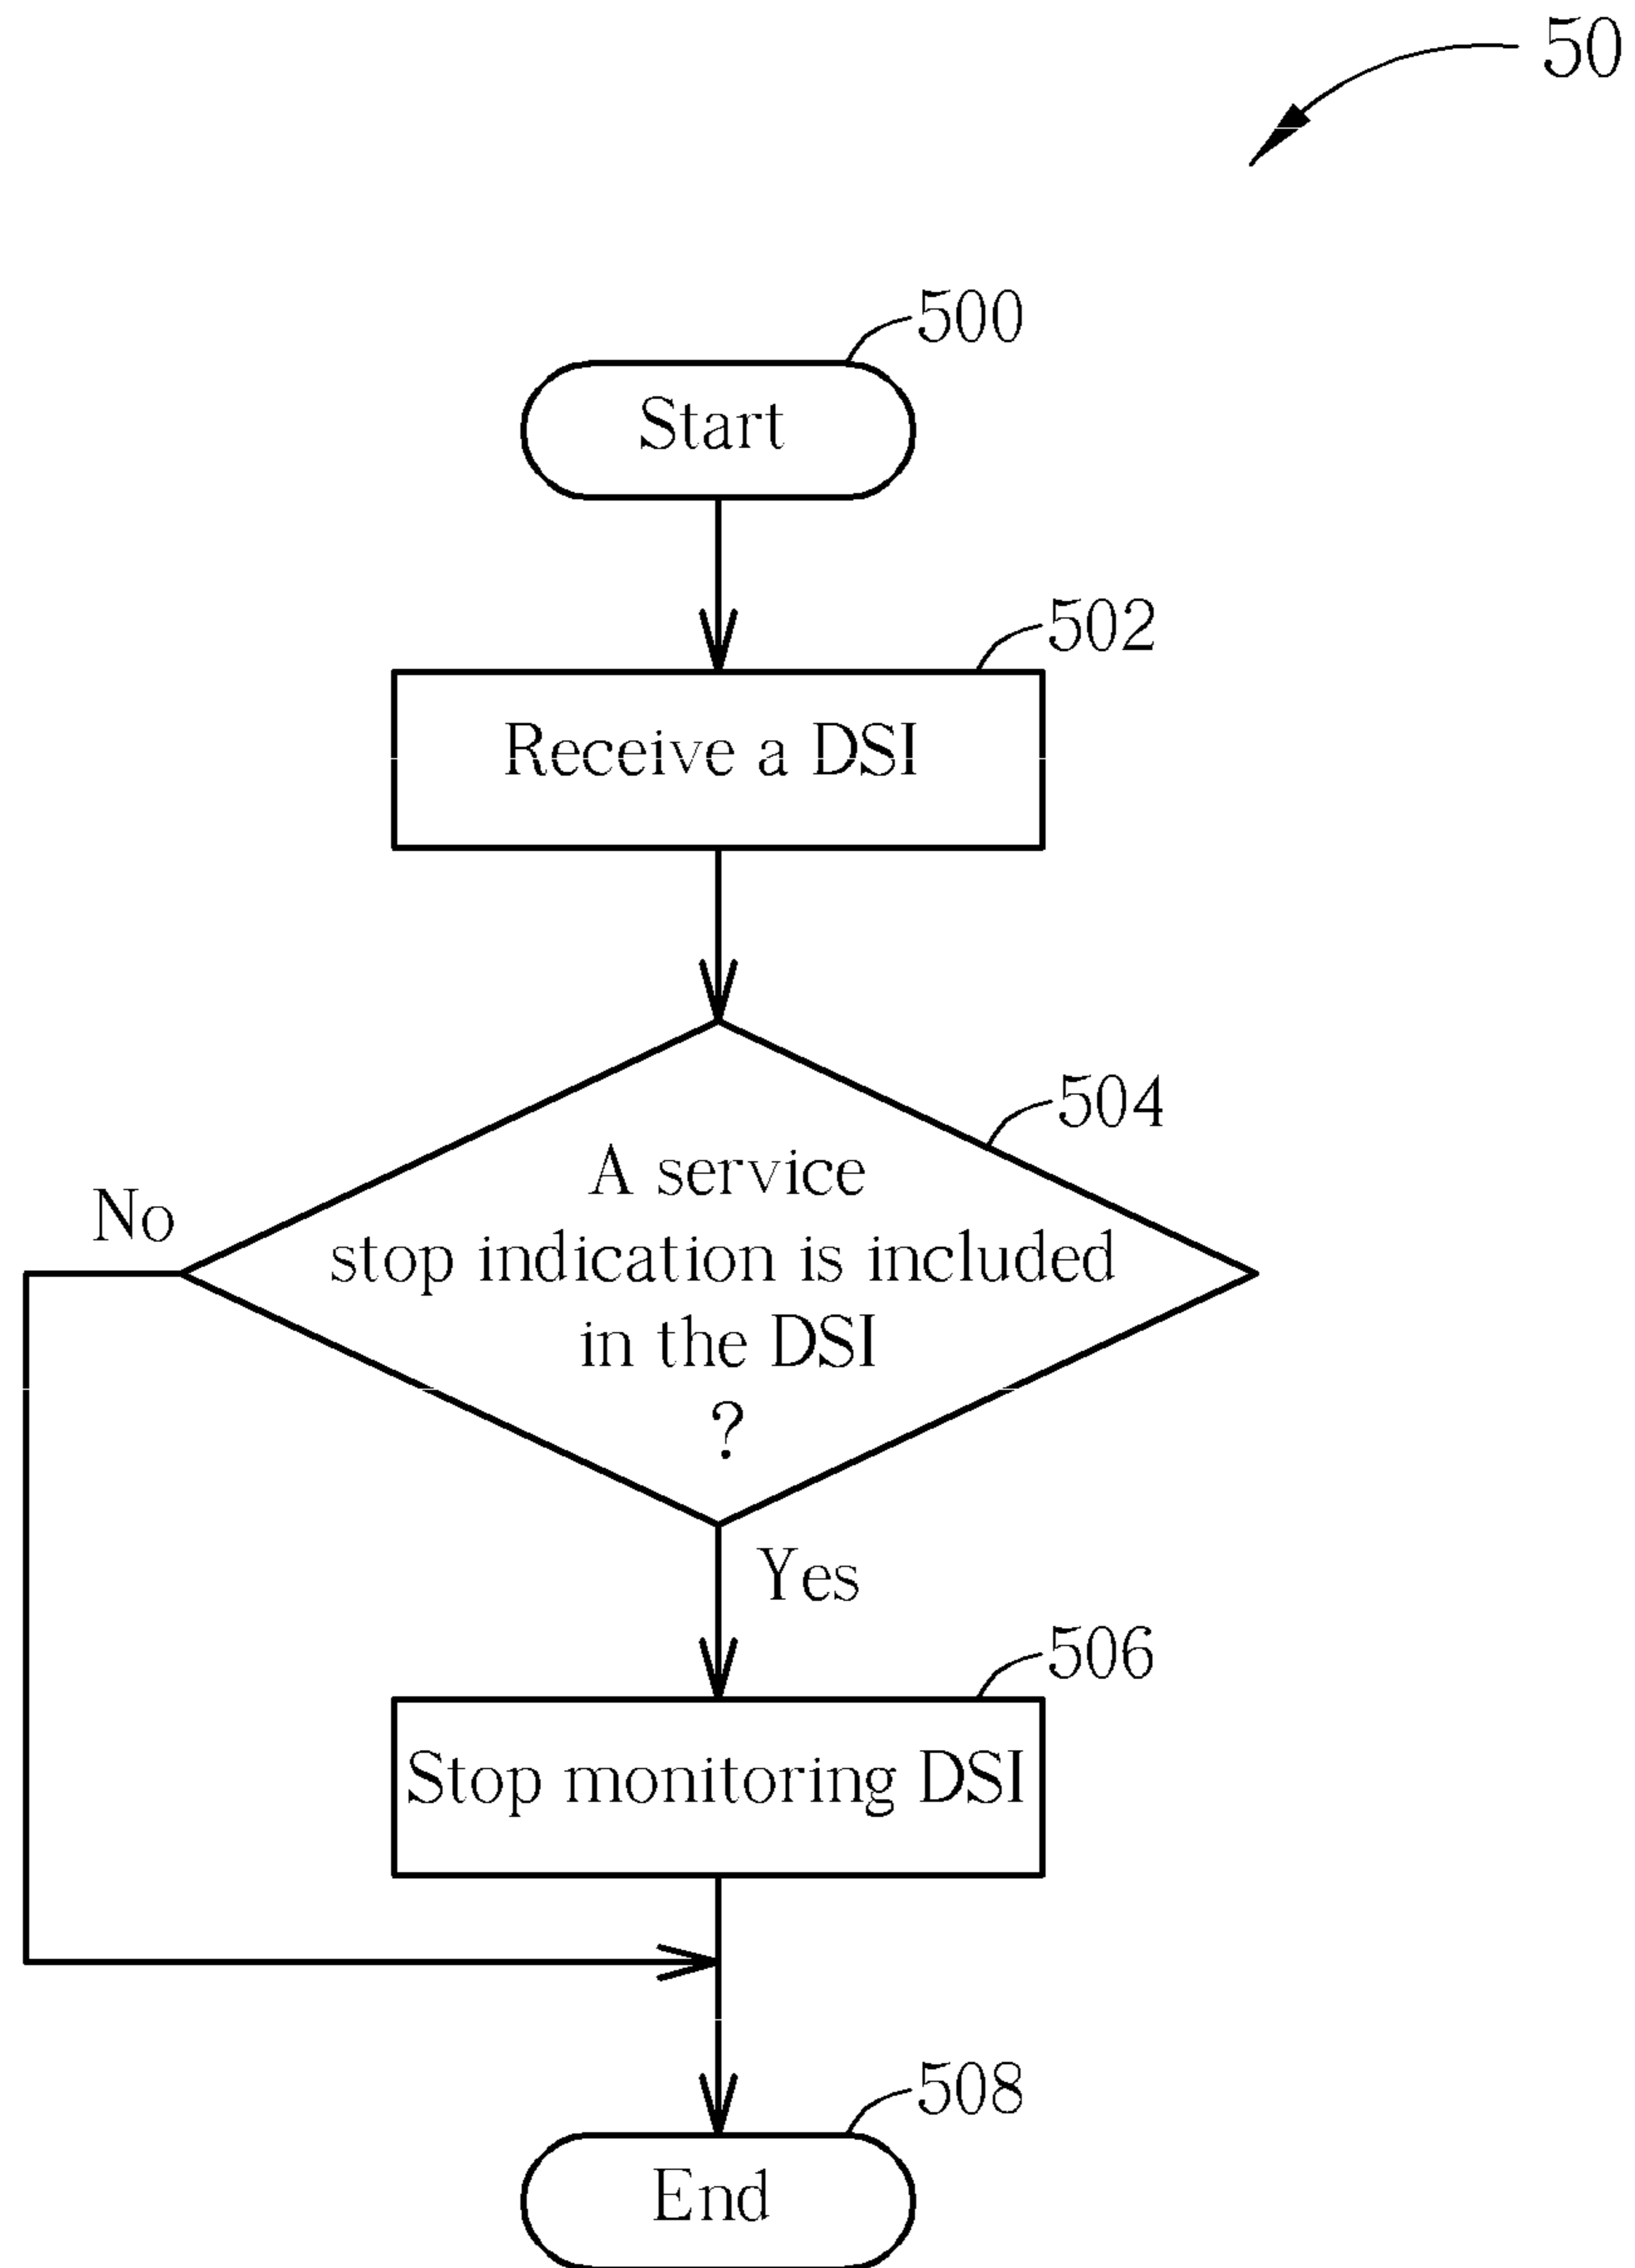 50
500
Start
502
Receive a DSI
504
A service
stop indication is included
in the DSI
?
No
Yes
506
Stop monitoring DSI
508
End